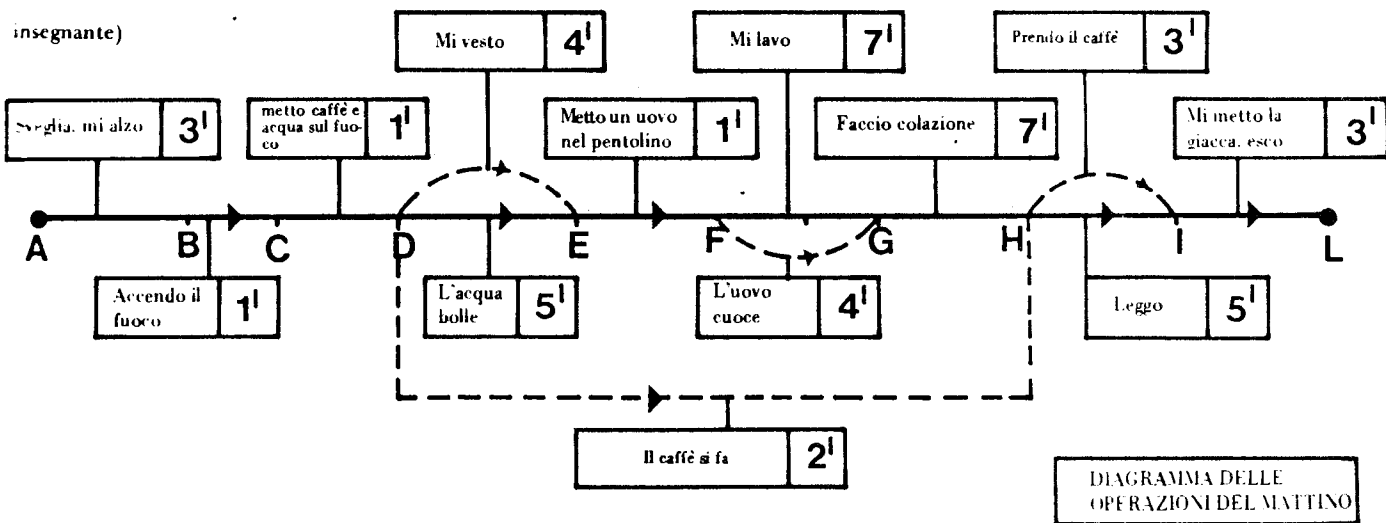 insegnante)
Mi vesto 4'
Mi lavo 7'
Prendo il caffè 3'
Sveglia, mi alzo 3'
metto caffè e
acqua sul fuo-
co
1'
Metto un uovo
nel pentolino
1'
Faccio colazione 7'
Mi metto la
giacca, esco
3'
A B C D E F G H I L
Accendo il
fuoco
1'
L'acqua
bolle
5'
L'uovo
cuoce
4'
Leggo 5'
Il caffè si fa 2'
DIAGRAMMA DELLE
OPERAZIONI DEL MATTINO